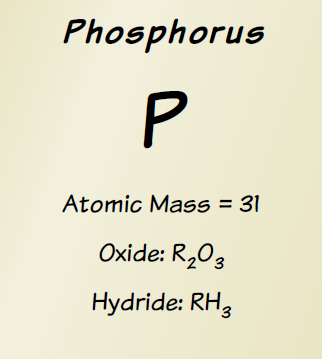 Phosphorus
P
Atomic Mass = 31
Oxide: R₂O₃
Hydride: RH₃